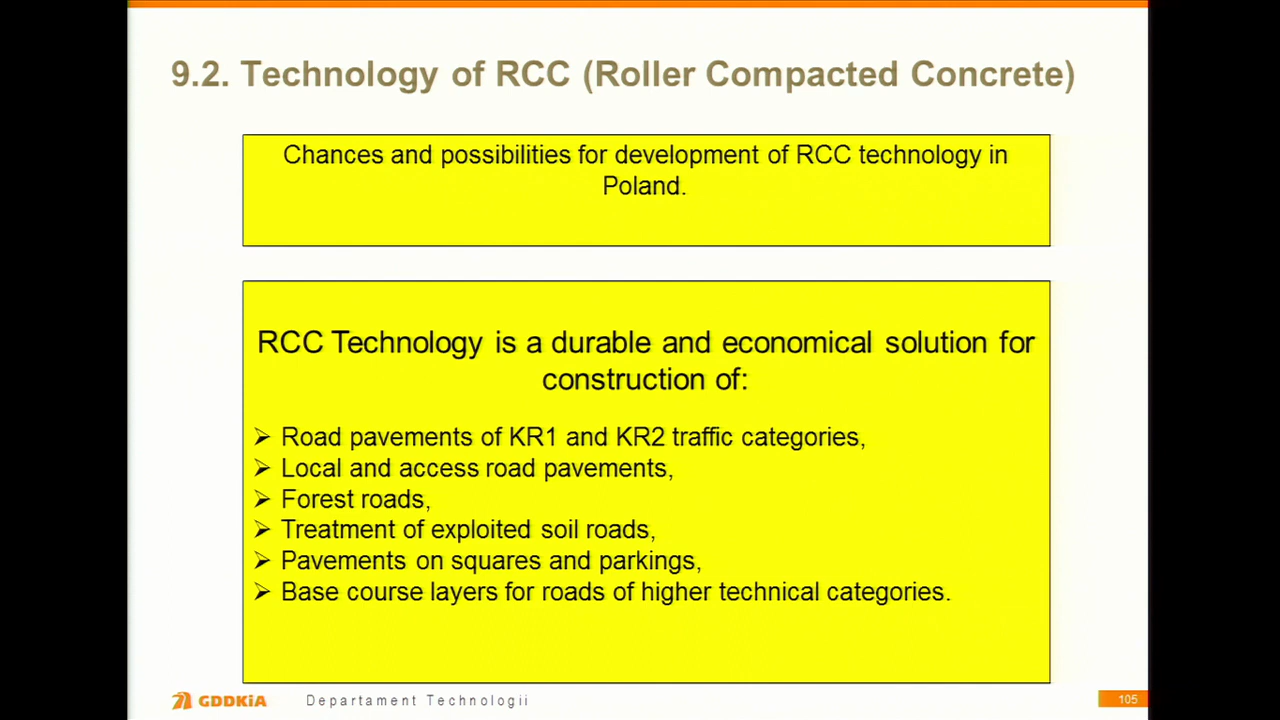 9.2. Technology of RCC (Roller Compacted Concrete)
Chances and possibilities for development of RCC technology in
Poland.
RCC Technology is a durable and economical solution for
construction of:
➢ Road pavements of KR1 and KR2 traffic categories,
➢ Local and access road pavements,
➢ Forest roads,
➢ Treatment of exploited soil roads,
➢ Pavements on squares and parkings,
➢ Base course layers for roads of higher technical categories.
GDDKiA Departament Technologii 105